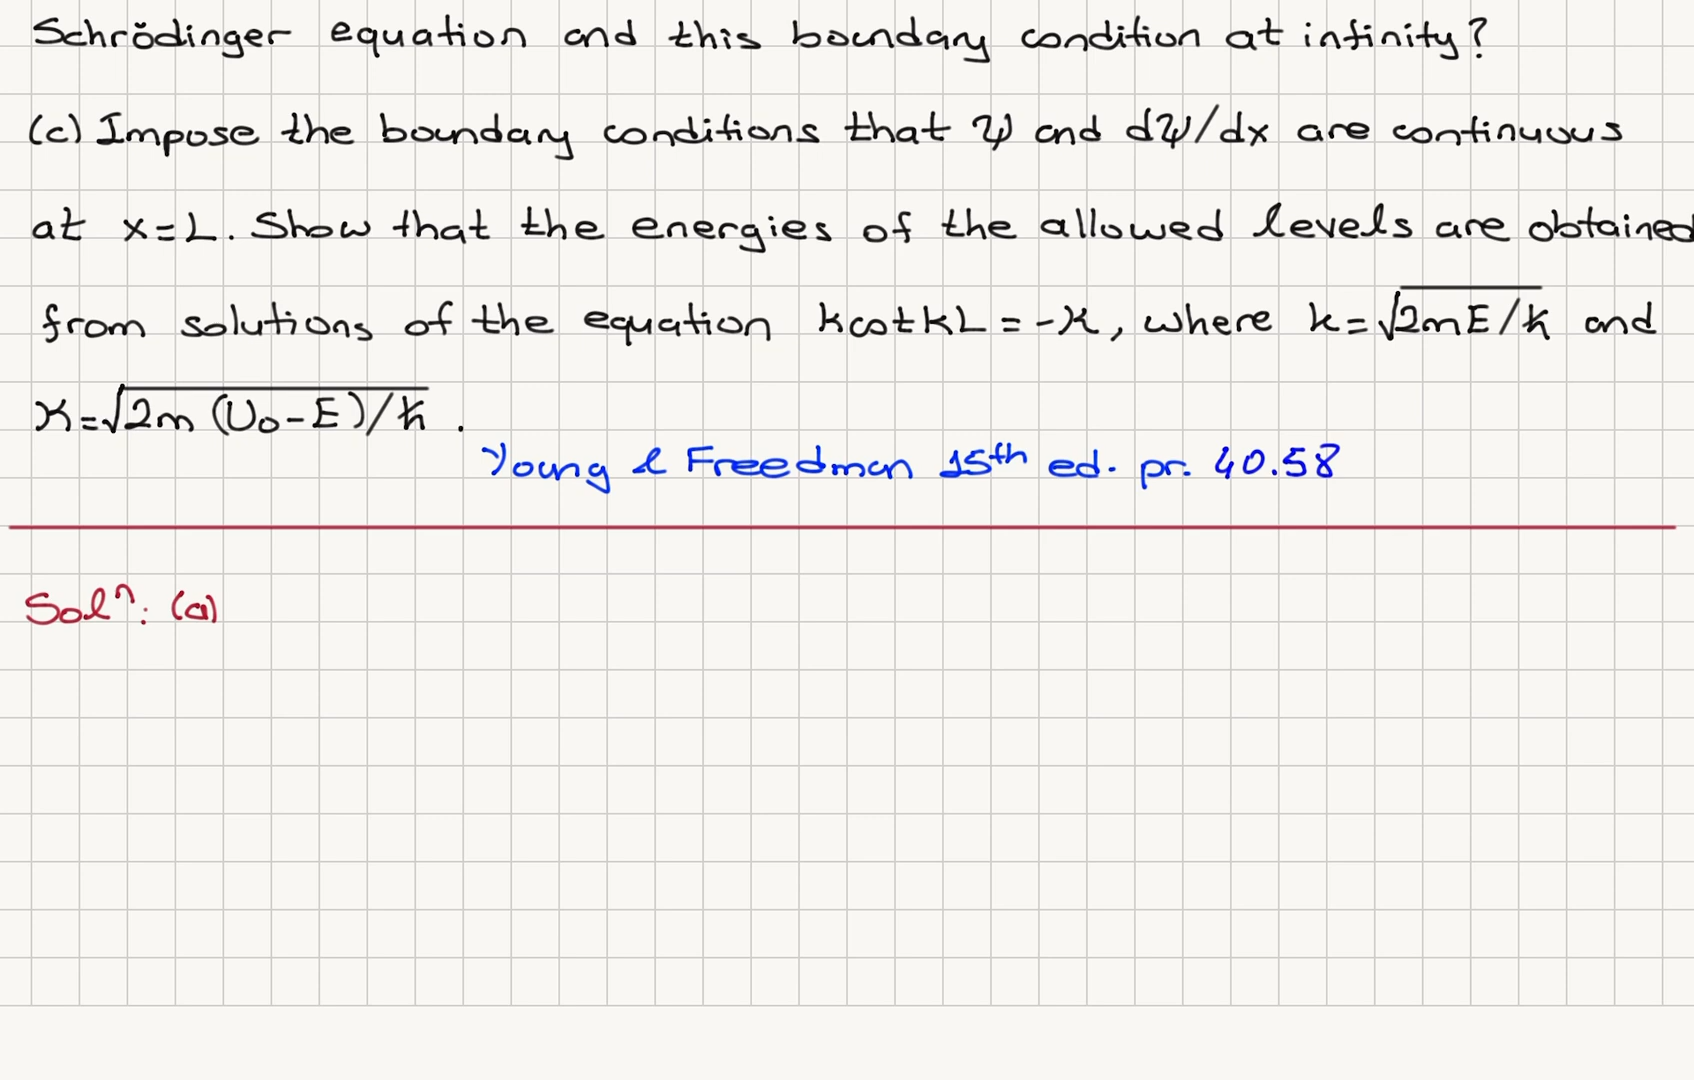 Schrödinger equation and this boundary condition at infinity?
(c) Impose the boundary conditions that ψ and dψ/dx are continuous
at x=L. Show that the energies of the allowed levels are obtained
from solutions of the equation kcotkL = -ϰ, where k=√2mE/ħ and
ϰ=√2m (U₀-E)/ħ .
Young & Freedman 15th ed. pr. 40.58
Solⁿ: (a)